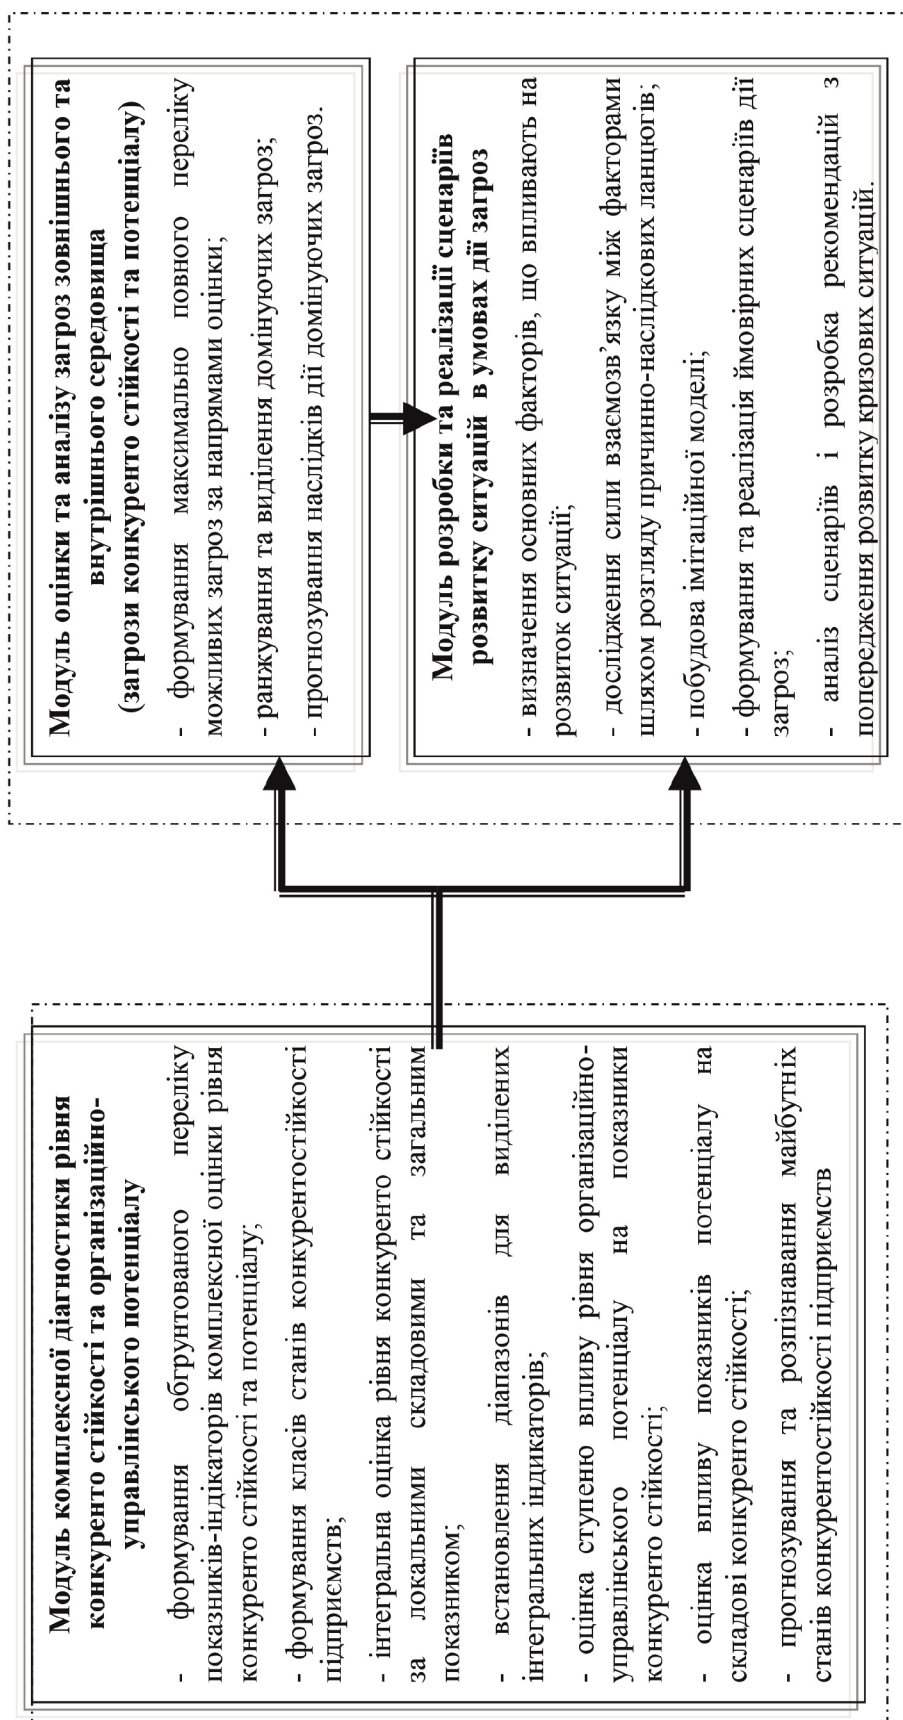 Модуль комплексної діагностики рівня
конкуренто стійкості та організаційно-
управлінського потенціалу
- формування обгрунтованого переліку
показників-індікаторів комплексної оцінки рівня
конкуренто стійкості та потенціалу;
- формування класів станів конкурентостійкості
підприємств;
- інтегральна оцінка рівня конкуренто стійкості
за локальними складовими та загальним
показником;
- встановлення діапазонів для виділених
інтегральних індикаторів;
- оцінка ступеню впливу рівня організаційно-
управлінського потенціалу на показники
конкуренто стійкості;
- оцінка впливу показників потенціалу на
складові конкуренто стійкості;
- прогнозування та розпізнавання майбутніх
станів конкурентостійкості підприємств
Модуль оцінки та аналізу загроз зовнішнього та
внутрішнього середовища
(загрози конкуренто стійкості та потенціалу)
- формування максимально повного переліку
можливих загроз за напрямами оцінки;
- ранжування та виділення домінуючих загроз;
- прогнозування наслідків дії домінуючих загроз.
Модуль розробки та реалізації сценаріїв
розвитку ситуацій в умовах дії загроз
- визначення основних факторів, що впливають на
розвиток ситуації;
- дослідження сили взаємозв’язку між факторами
шляхом розгляду причинно-наслідкових ланцюгів;
- побудова імітаційної моделі;
- формування та реалізація ймовірних сценаріїв дії
загроз;
- аналіз сценаріїв і розробка рекомендацій з
попередження розвитку кризових ситуацій.